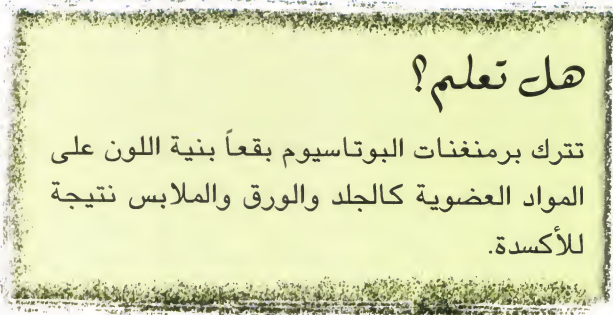 هل تعلم؟
تترك برمنغنات البوتاسيوم بقعاً بنية اللون على
المواد العضوية كالجلد والورق والملابس نتيجة
للأكسدة.